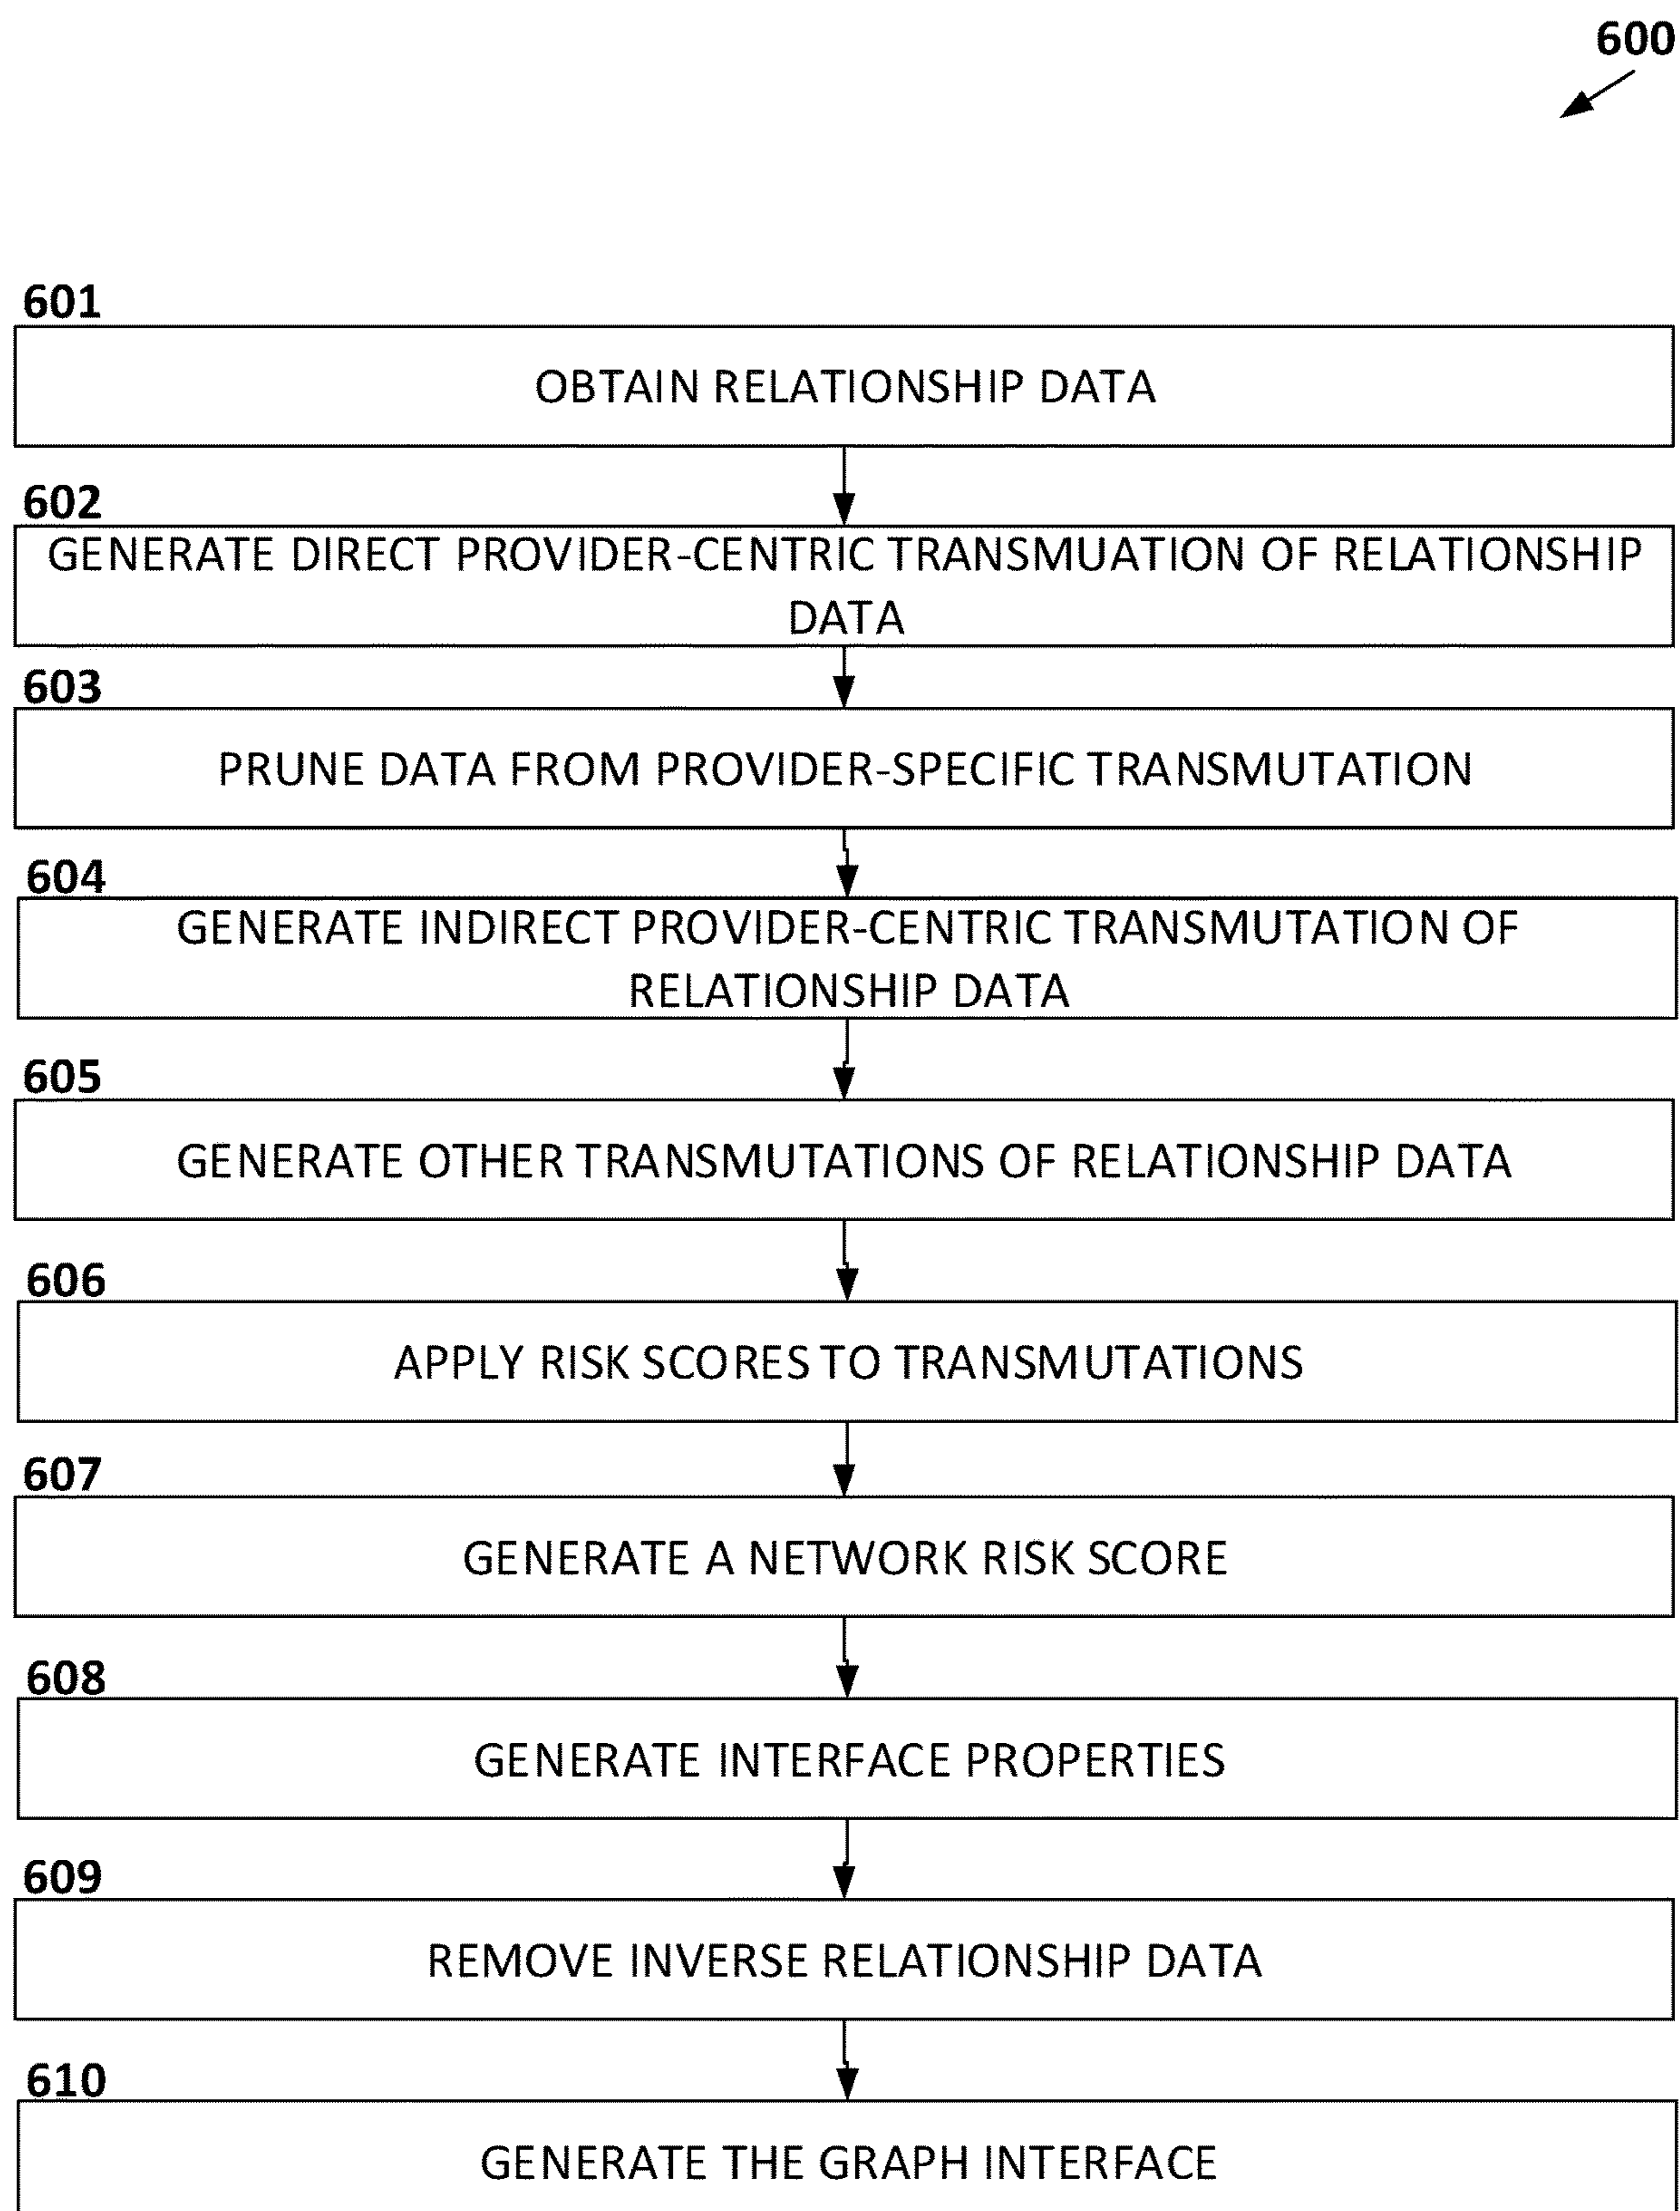 600
601
OBTAIN RELATIONSHIP DATA
602
GENERATE DIRECT PROVIDER-CENTRIC TRANSMUATION OF RELATIONSHIP
DATA
603
PRUNE DATA FROM PROVIDER-SPECIFIC TRANSMUTATION
604
GENERATE INDIRECT PROVIDER-CENTRIC TRANSMUTATION OF
RELATIONSHIP DATA
605
GENERATE OTHER TRANSMUTATIONS OF RELATIONSHIP DATA
606
APPLY RISK SCORES TO TRANSMUTATIONS
607
GENERATE A NETWORK RISK SCORE
608
GENERATE INTERFACE PROPERTIES
609
REMOVE INVERSE RELATIONSHIP DATA
610
GENERATE THE GRAPH INTERFACE